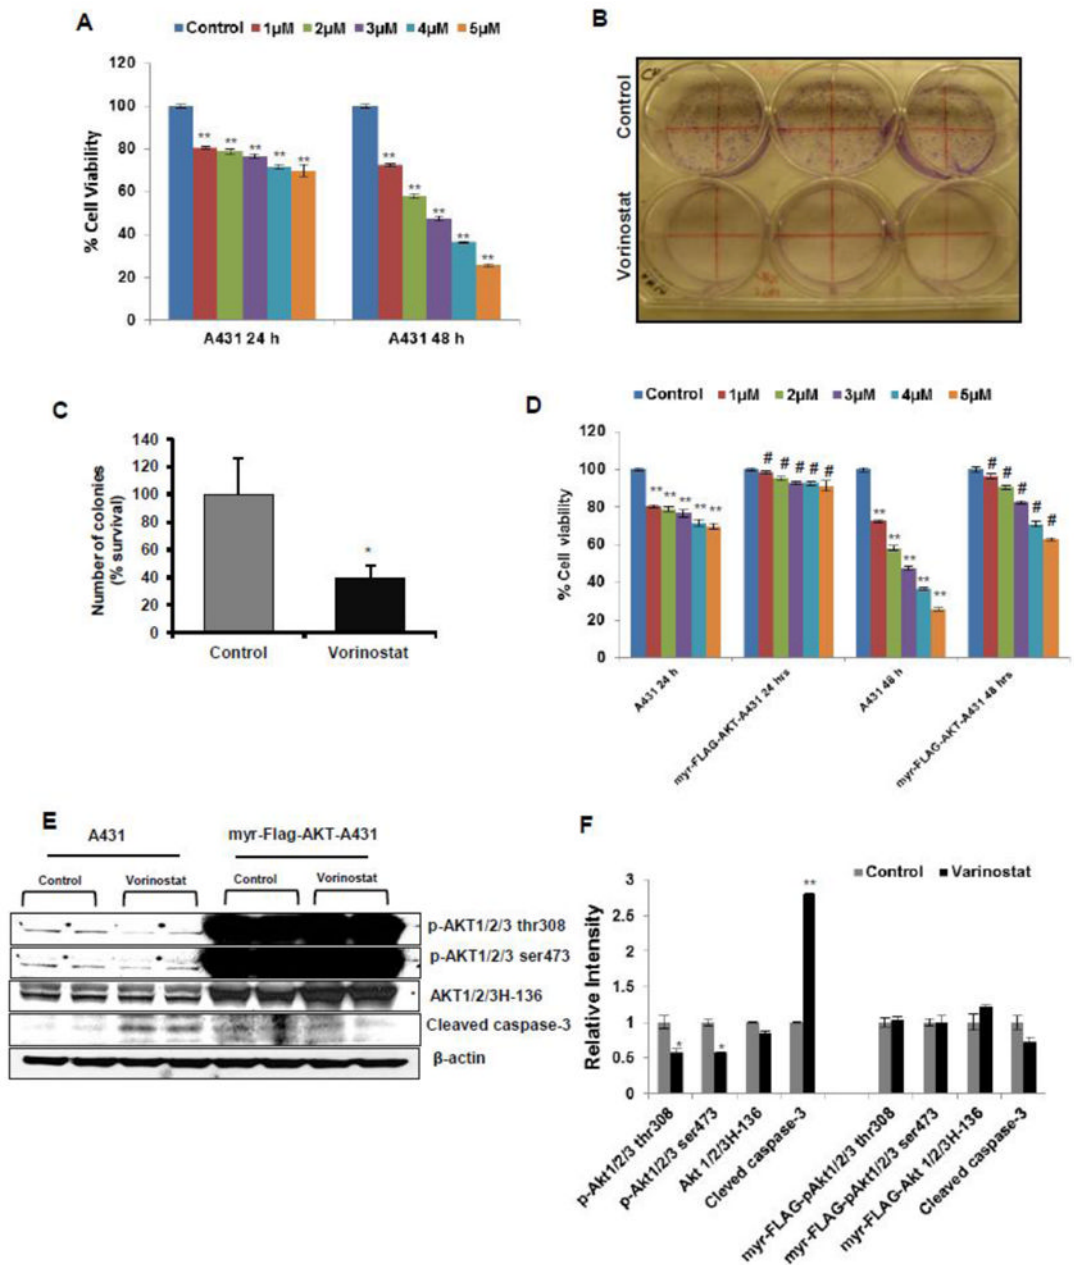 A
Control 1µM 2µM 3µM 4µM 5µM
120
100
80
60
40
20
0
% Cell Viability
** ** ** ** **
** ** ** ** **
A431 24 h
A431 48 h
B
Control
Vorinostat
C
140
120
100
80
60
40
20
0
Number of colonies
(% survival)
*
Control
Vorinostat
D
Control 1µM 2µM 3µM 4µM 5µM
120
100
80
60
40
20
0
% Cell viability
** ** ** ** **
# # # # #
** ** ** ** **
# # # # #
A431 24 h
myr-FLAG-AKT-A431 24 hrs
A431 48 h
myr-FLAG-AKT-A431 48 hrs
E
A431
myr-Flag-AKT-A431
Control
Vorinostat
Control
Vorinostat
p-AKT1/2/3 thr308
p-AKT1/2/3 ser473
AKT1/2/3H-136
Cleaved caspase-3
β-actin
F
Control Varinostat
3
2.5
2
1.5
1
0.5
0
Relative Intensity
*
*
**
p-Akt1/2/3 thr308
p-Akt1/2/3 ser473
Akt 1/2/3H-136
Cleved caspase-3
myr-FLAG-pAkt1/2/3 thr308
myr-FLAG-pAkt1/2/3 ser473
myr-FLAG-Akt 1/2/3H-136
Cleaved caspase-3